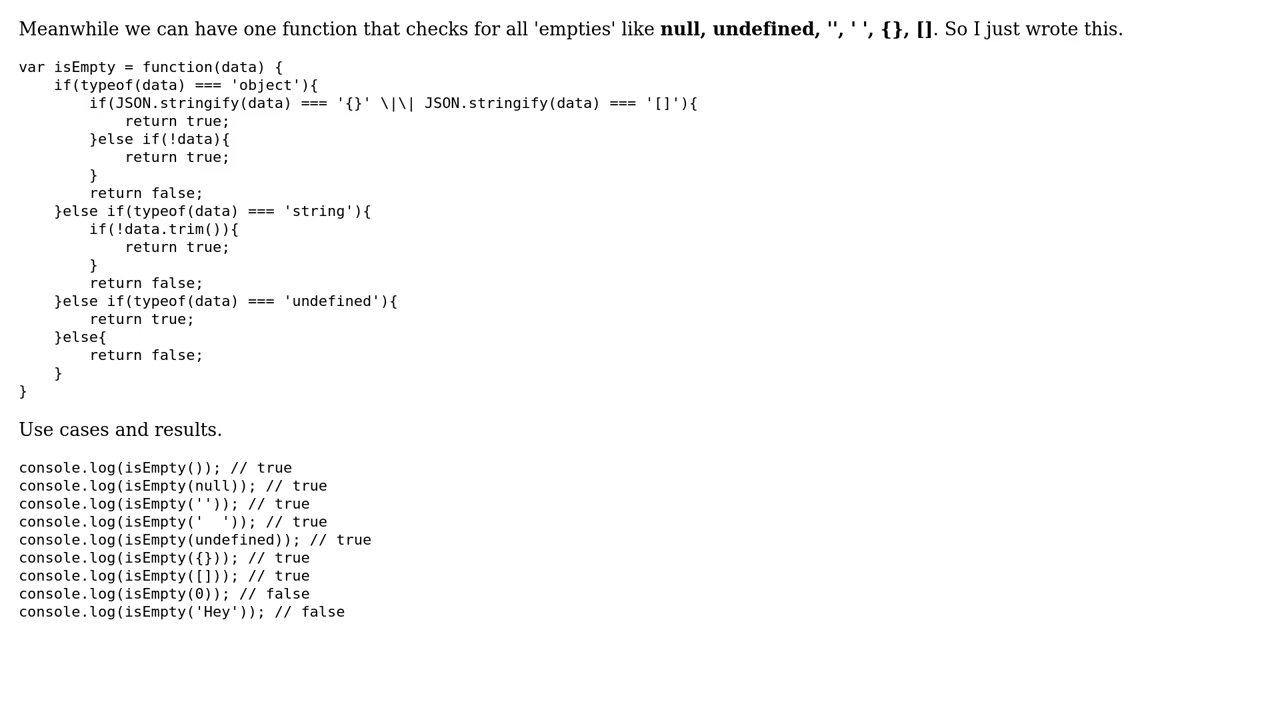 Meanwhile we can have one function that checks for all 'empties' like null, undefined, '', ' ', {}, []. So I just wrote this.
var isEmpty = function(data) {
    if(typeof(data) === 'object'){
        if(JSON.stringify(data) === '{}' \|\| JSON.stringify(data) === '[]'){
            return true;
        }else if(!data){
            return true;
        }
        return false;
    }else if(typeof(data) === 'string'){
        if(!data.trim()){
            return true;
        }
        return false;
    }else if(typeof(data) === 'undefined'){
        return true;
    }else{
        return false;
    }
}
Use cases and results.
console.log(isEmpty()); // true
console.log(isEmpty(null)); // true
console.log(isEmpty('')); // true
console.log(isEmpty('  ')); // true
console.log(isEmpty(undefined)); // true
console.log(isEmpty({})); // true
console.log(isEmpty([])); // true
console.log(isEmpty(0)); // false
console.log(isEmpty('Hey')); // false